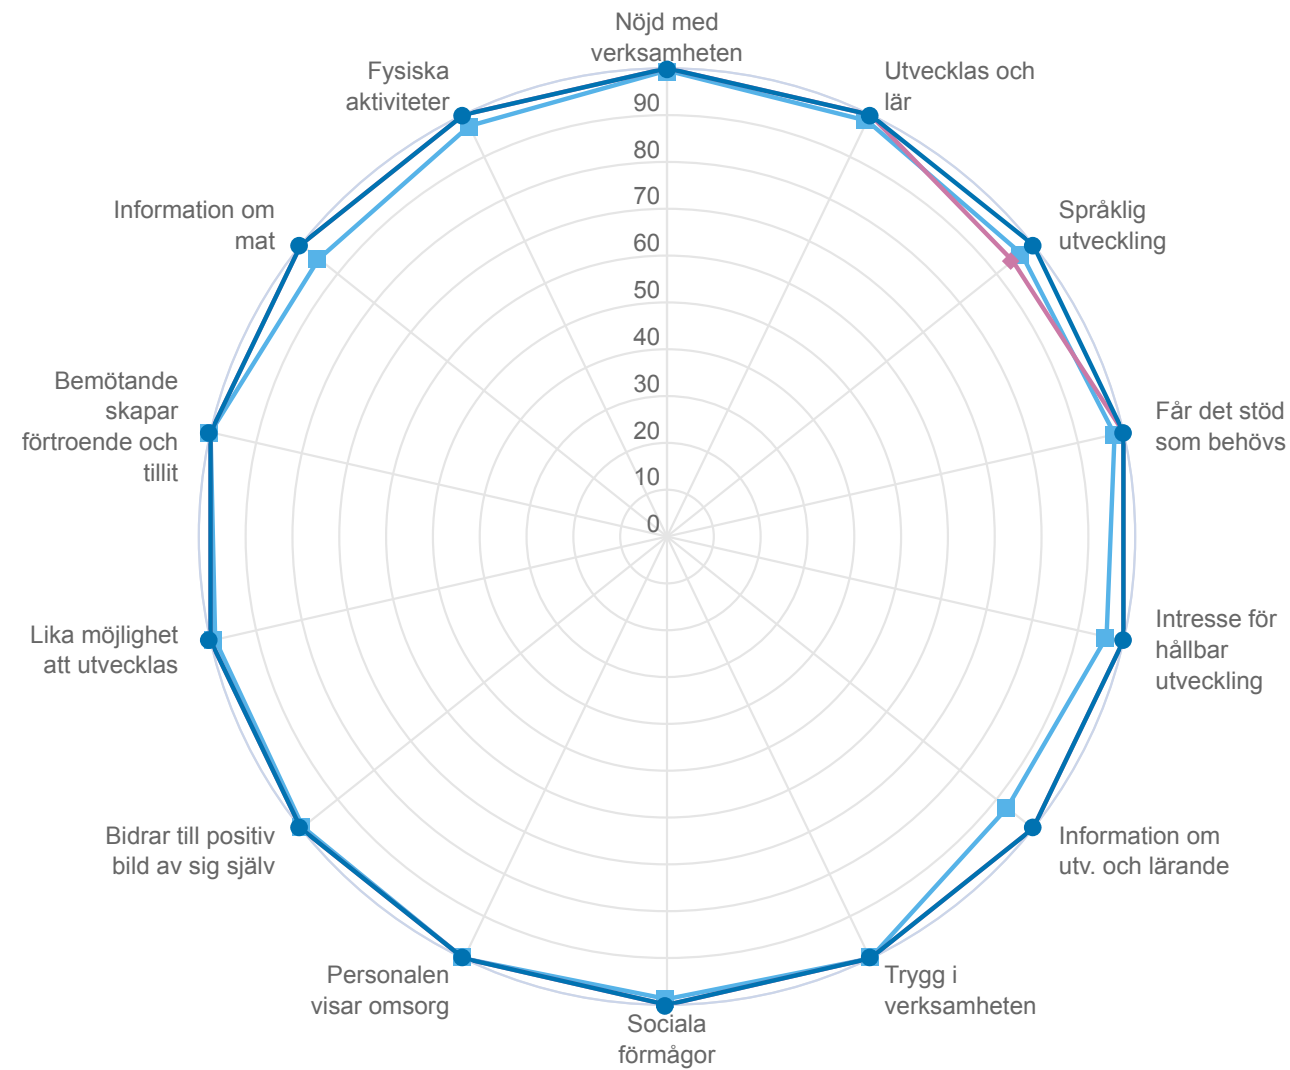 Nöjd med
verksamheten
Utvecklas och
lär
Språklig
utveckling
Får det stöd
som behövs
Intresse för
hållbar
utveckling
Information om
utv. och lärande
Trygg i
verksamheten
Sociala
förmågor
Personalen
visar omsorg
Bidrar till positiv
bild av sig själv
Lika möjlighet
att utvecklas
Bemötande
skapar
förtroende och
tillit
Information om
mat
Fysiska
aktiviteter
90
80
70
60
50
40
30
20
10
0